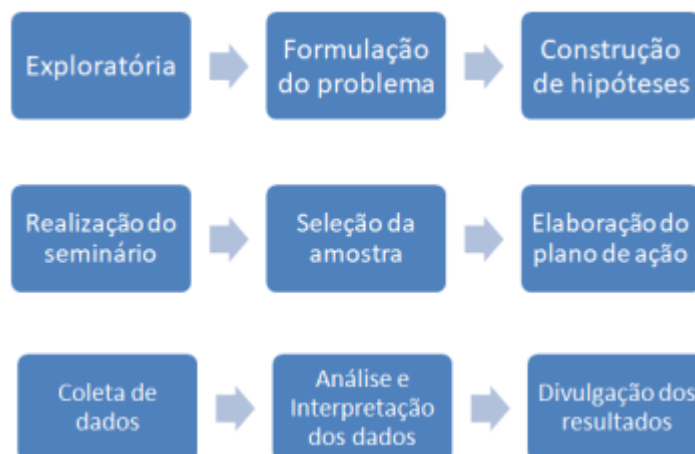 Exploratória
Formulação
do problema
Construção
de hipóteses
Realização do
seminário
Seleção da
amostra
Elaboração do
plano de ação
Coleta de
dados
Análise e
Interpretação
dos dados
Divulgação dos
resultados